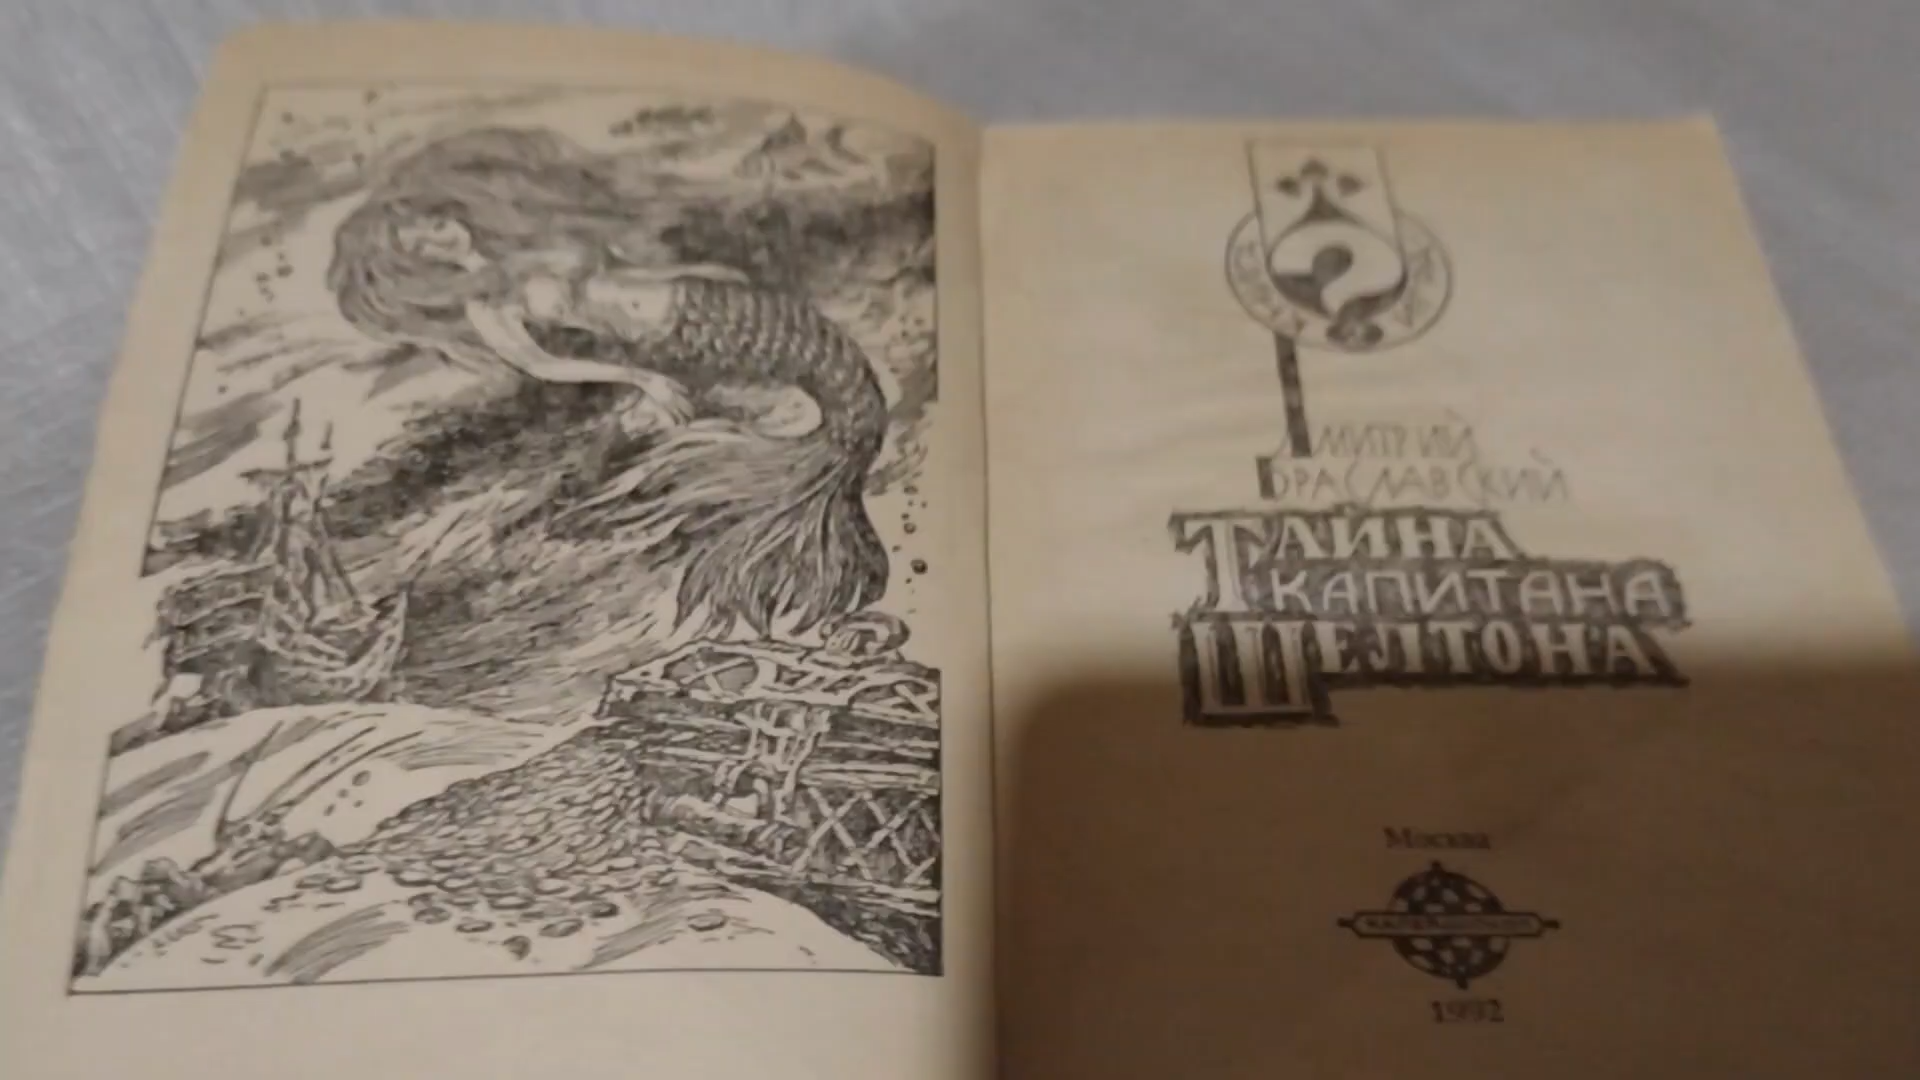 Дмитрий
Браславский
Тайна
капитана
Шелтона
Москва
1992